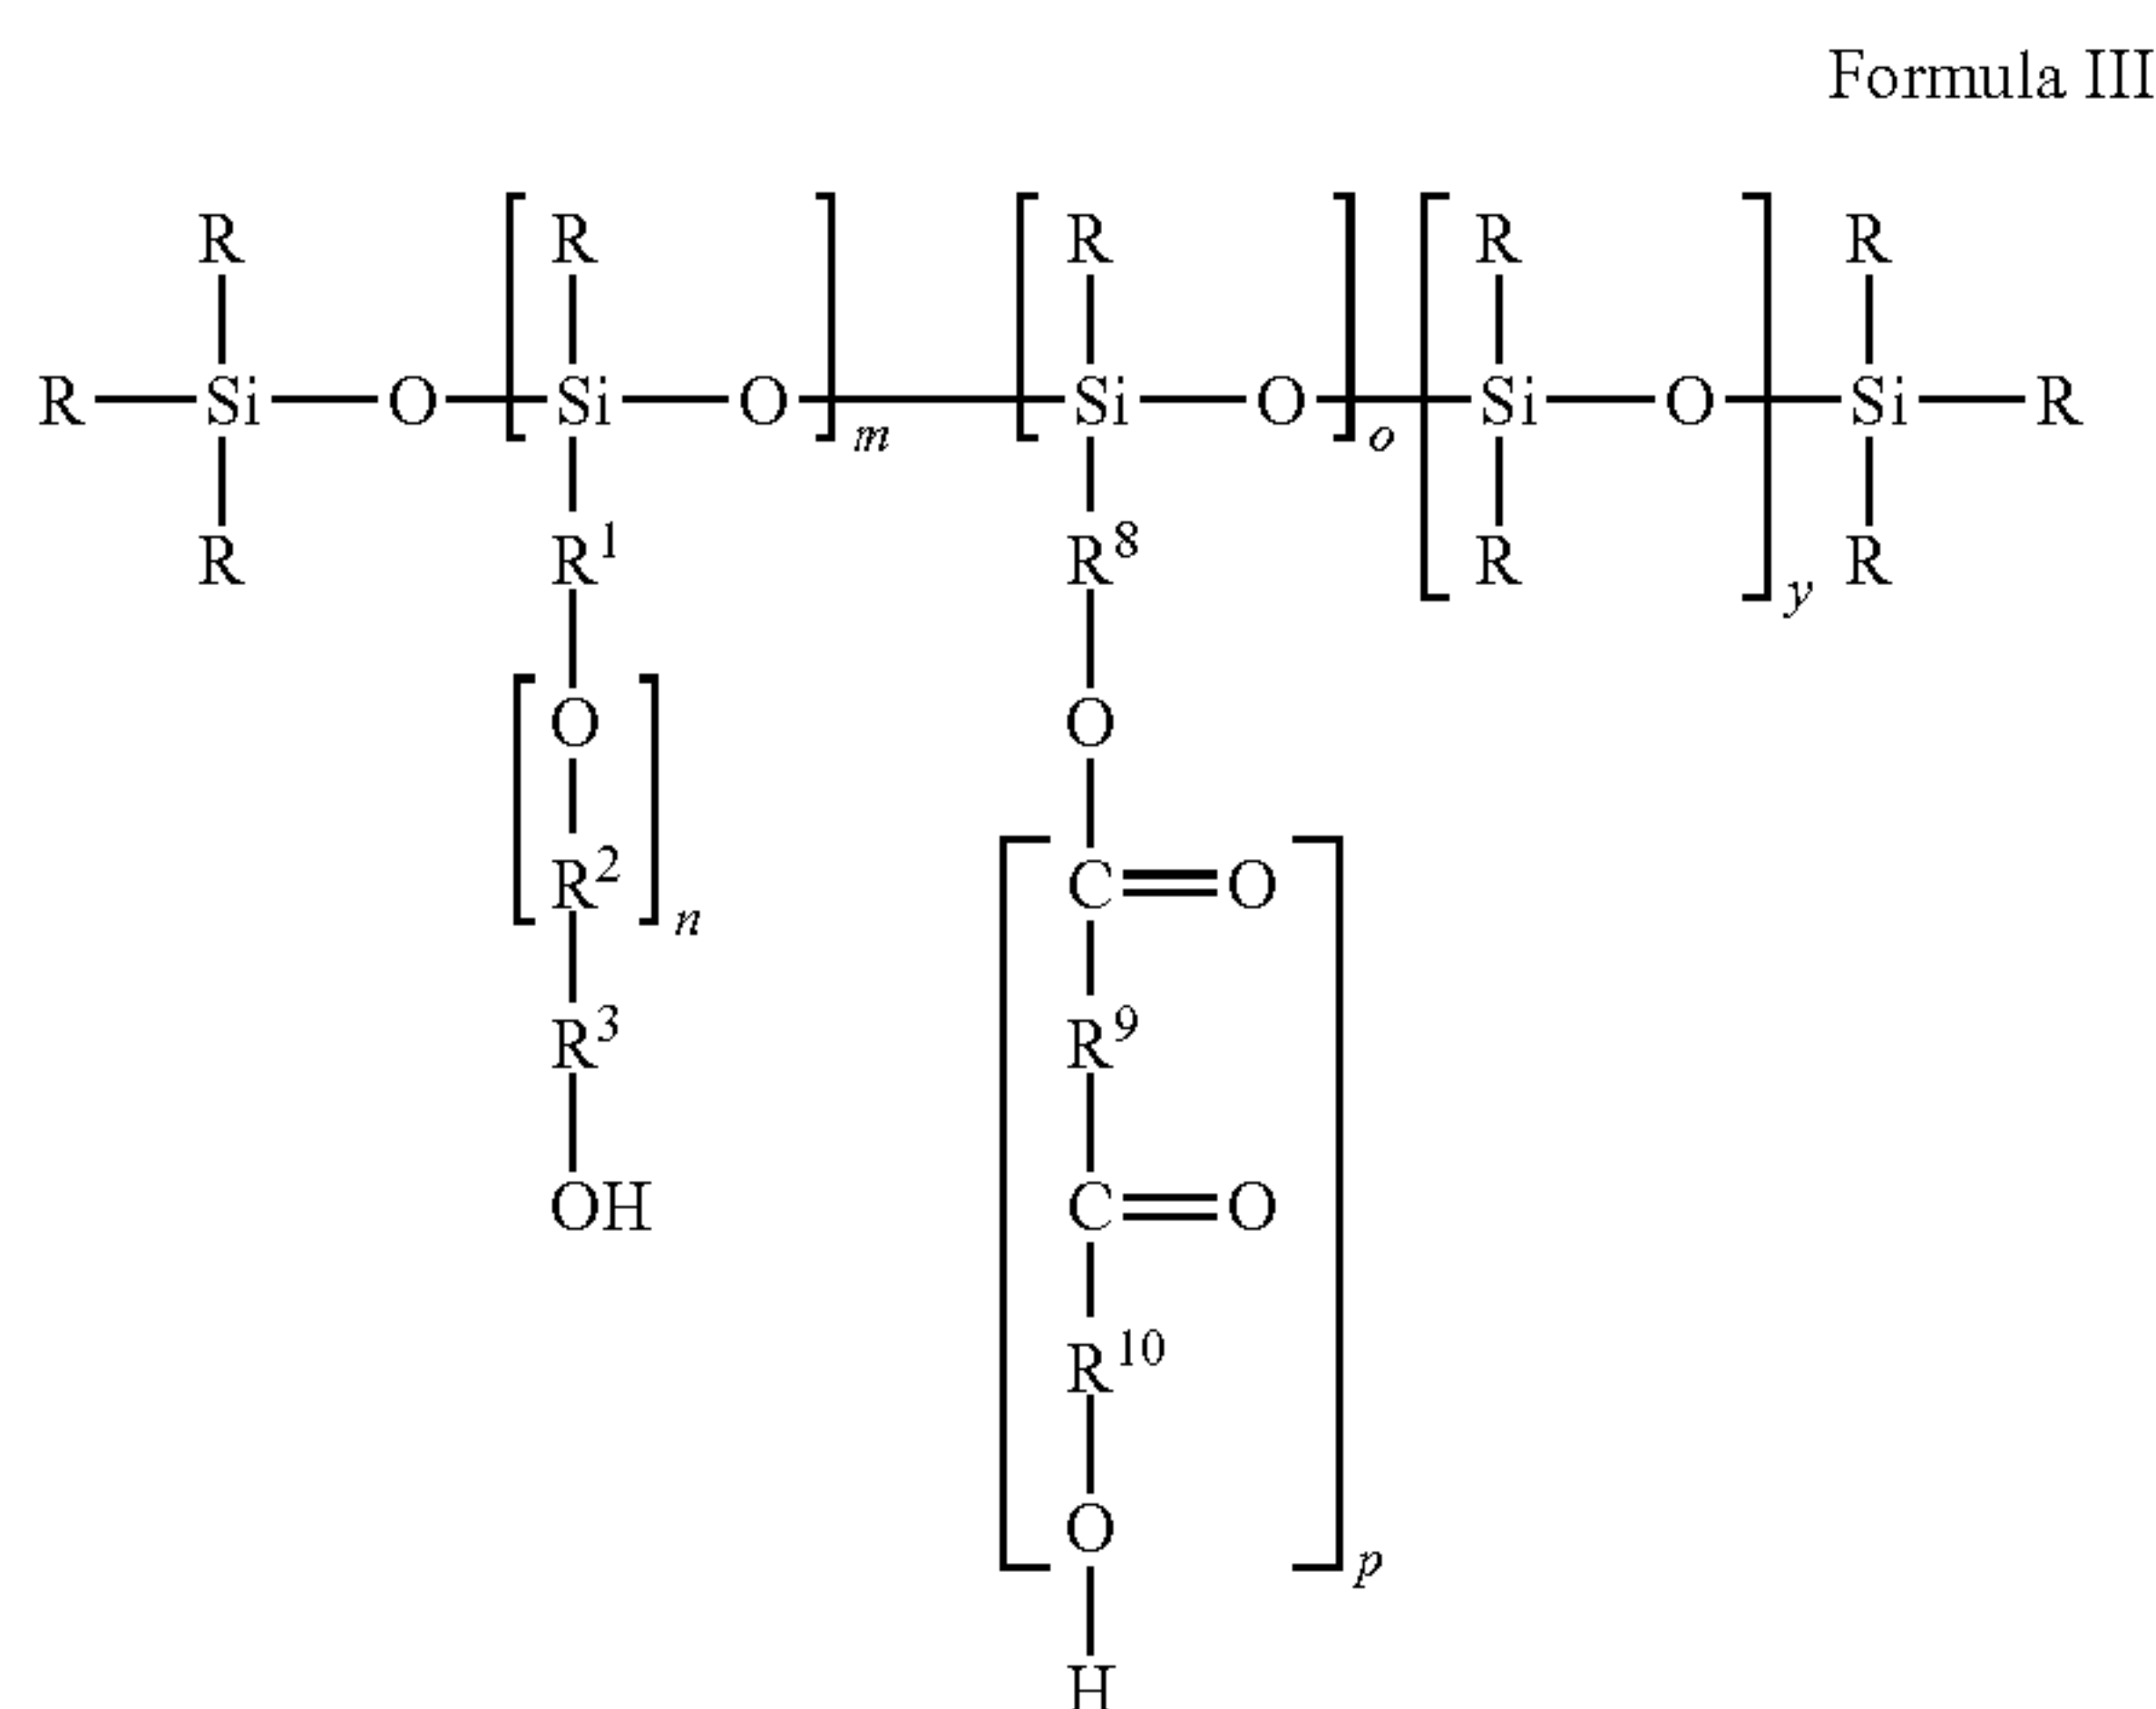 Formula III
R R R R R
R Si O Si O m Si O o Si O y Si R
R R¹ R⁸ R R
O n O
R² C O p
R³ R⁹
OH C O
R¹⁰
O
H